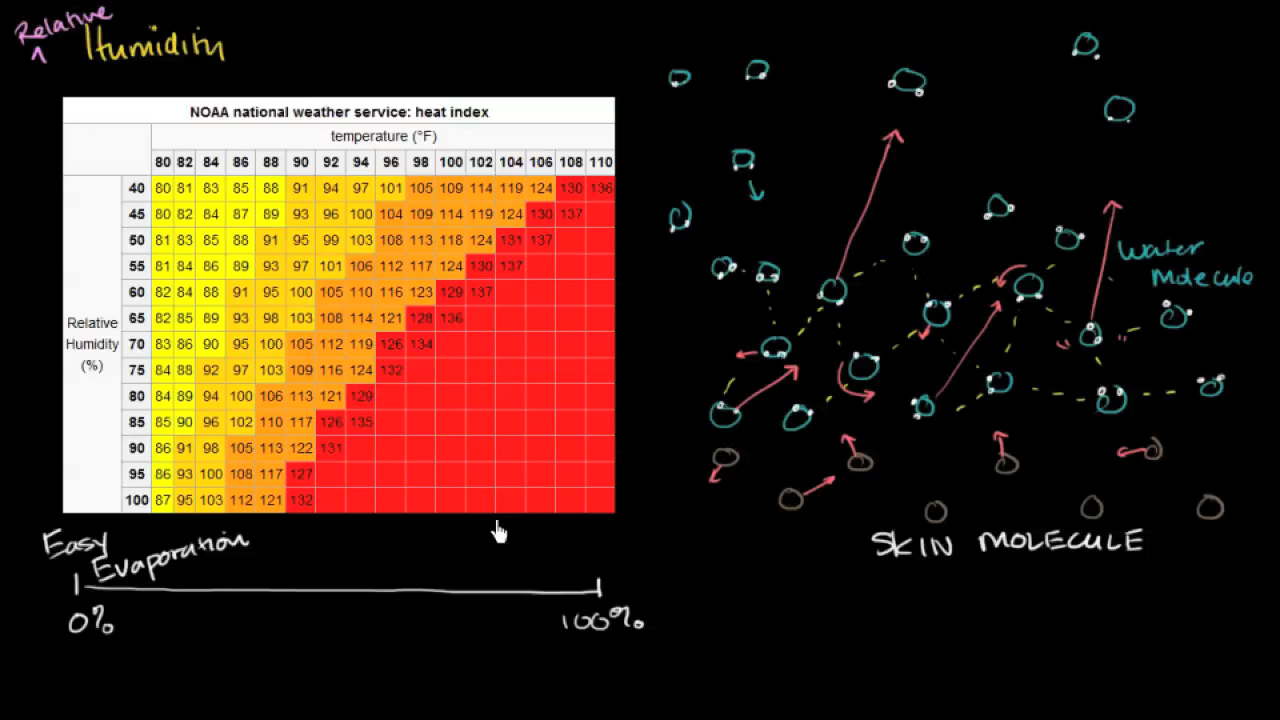 Relative
^ Humidity
NOAA national weather service: heat index
temperature (°F)
80 82 84 86 88 90 92 94 96 98 100 102 104 106 108 110
40 80 81 83 85 88 91 94 97 101 105 109 114 119 124 130 136
45 80 82 84 87 89 93 96 100 104 109 114 119 124 130 137
50 81 83 85 88 91 95 99 103 108 113 118 124 131 137
55 81 84 86 89 93 97 101 106 112 117 124 130 137
60 82 84 88 91 95 100 105 110 116 123 129 137
Relative 65 82 85 89 93 98 103 108 114 121 128 136
Humidity 70 83 86 90 95 100 105 112 119 126 134
(%) 75 84 88 92 97 103 109 116 124 132
80 84 89 94 100 106 113 121 129
85 85 90 96 102 110 117 126 135
90 86 91 98 105 113 122 131
95 86 93 100 108 117 127
100 87 95 103 112 121 132
Easy
Evaporation
0% 100%
Water
Molecule
SKIN MOLECULE